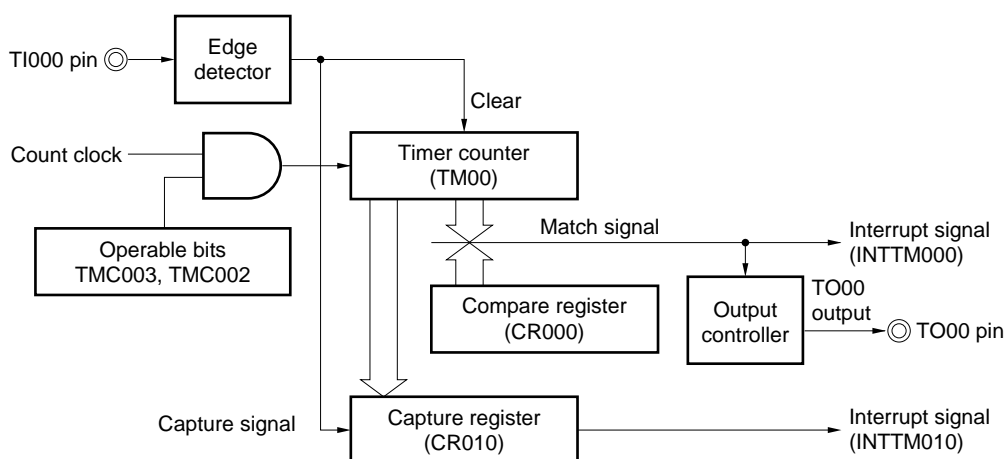 TI000 pin
Edge
detector
Clear
Count clock
Timer counter
(TM00)
Operable bits
TMC003, TMC002
Match signal
Interrupt signal
(INTTM000)
Compare register
(CR000)
Output
controller
TO00
output
TO00 pin
Capture signal
Capture register
(CR010)
Interrupt signal
(INTTM010)